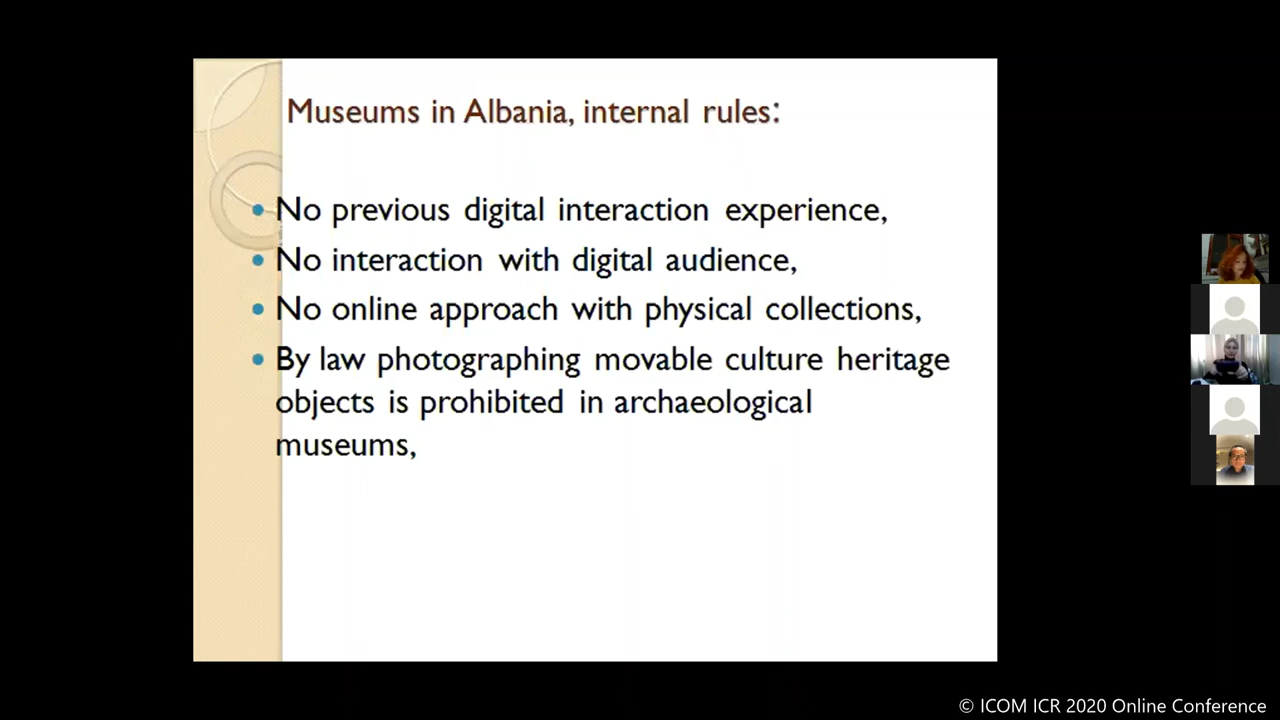 Museums in Albania, internal rules:
• No previous digital interaction experience,
• No interaction with digital audience,
• No online approach with physical collections,
• By law photographing movable culture heritage
objects is prohibited in archaeological
museums,
© ICOM ICR 2020 Online Conference